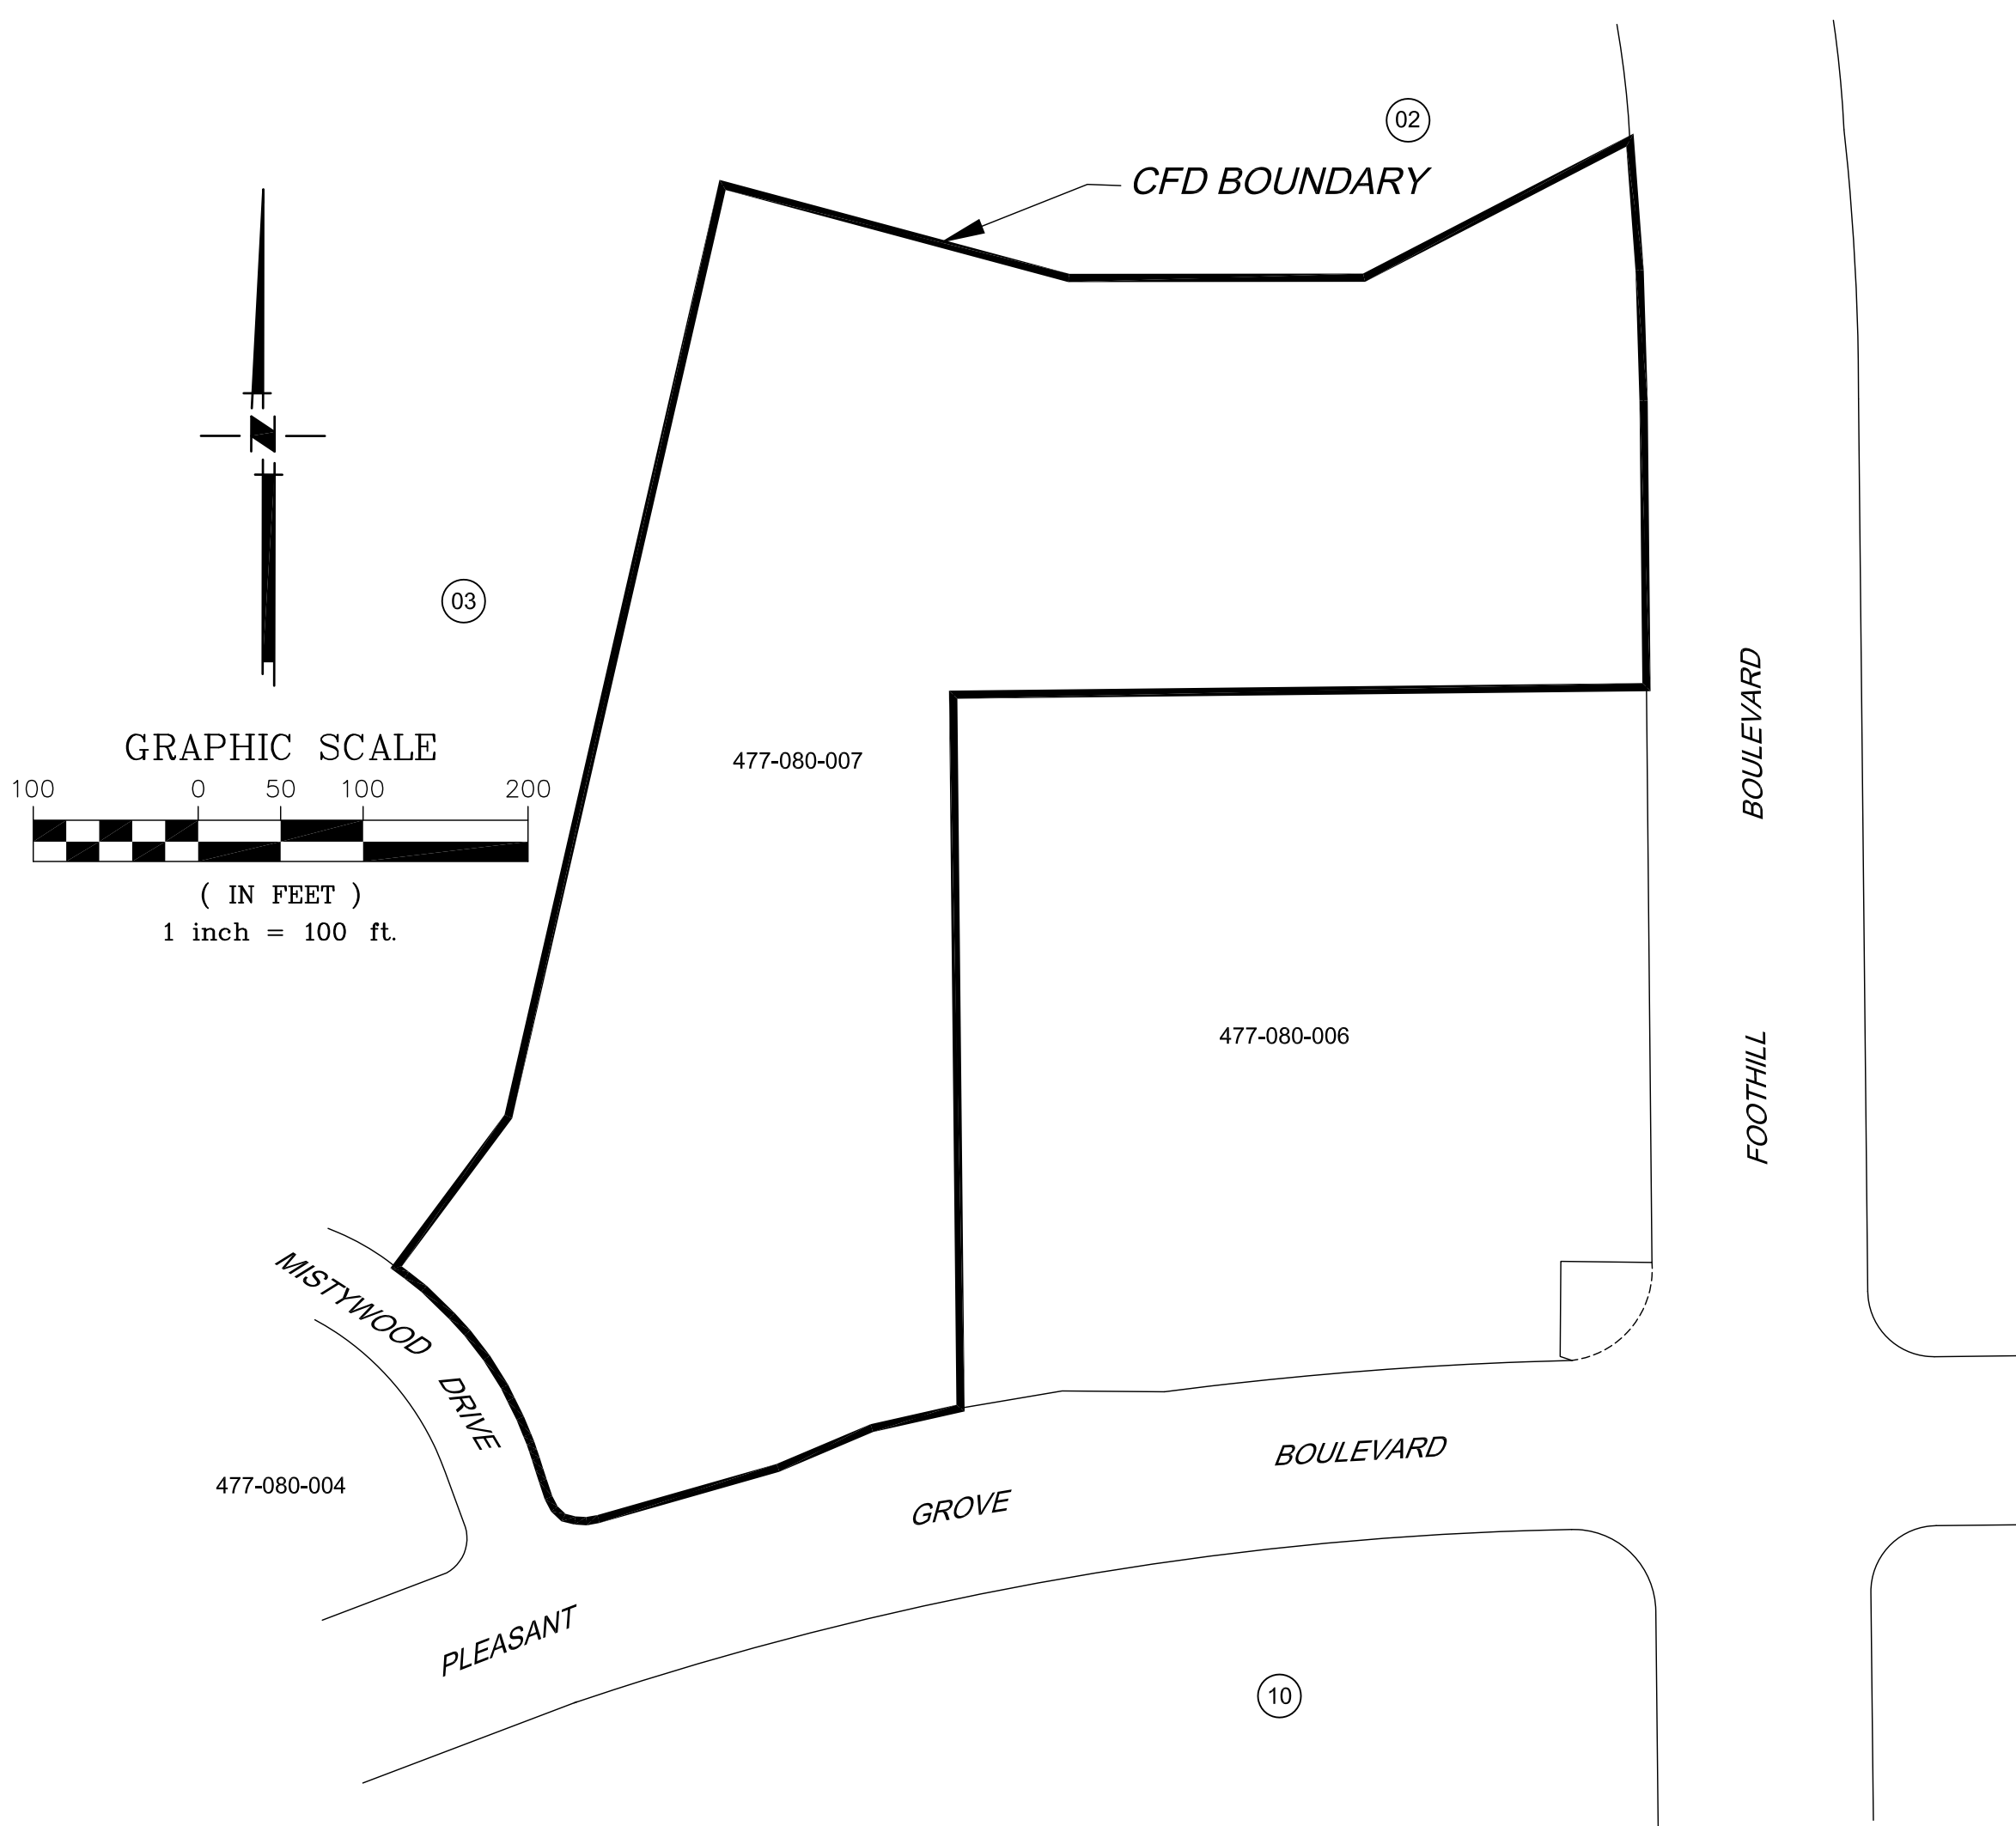 02
CFD BOUNDARY
N
03
GRAPHIC SCALE
100 0 50 100 200
( IN FEET )
1 inch = 100 ft.
477-080-007
477-080-006
FOOTHILL BOULEVARD
MISTYWOOD DRIVE
477-080-004
PLEASANT GROVE BOULEVARD
10